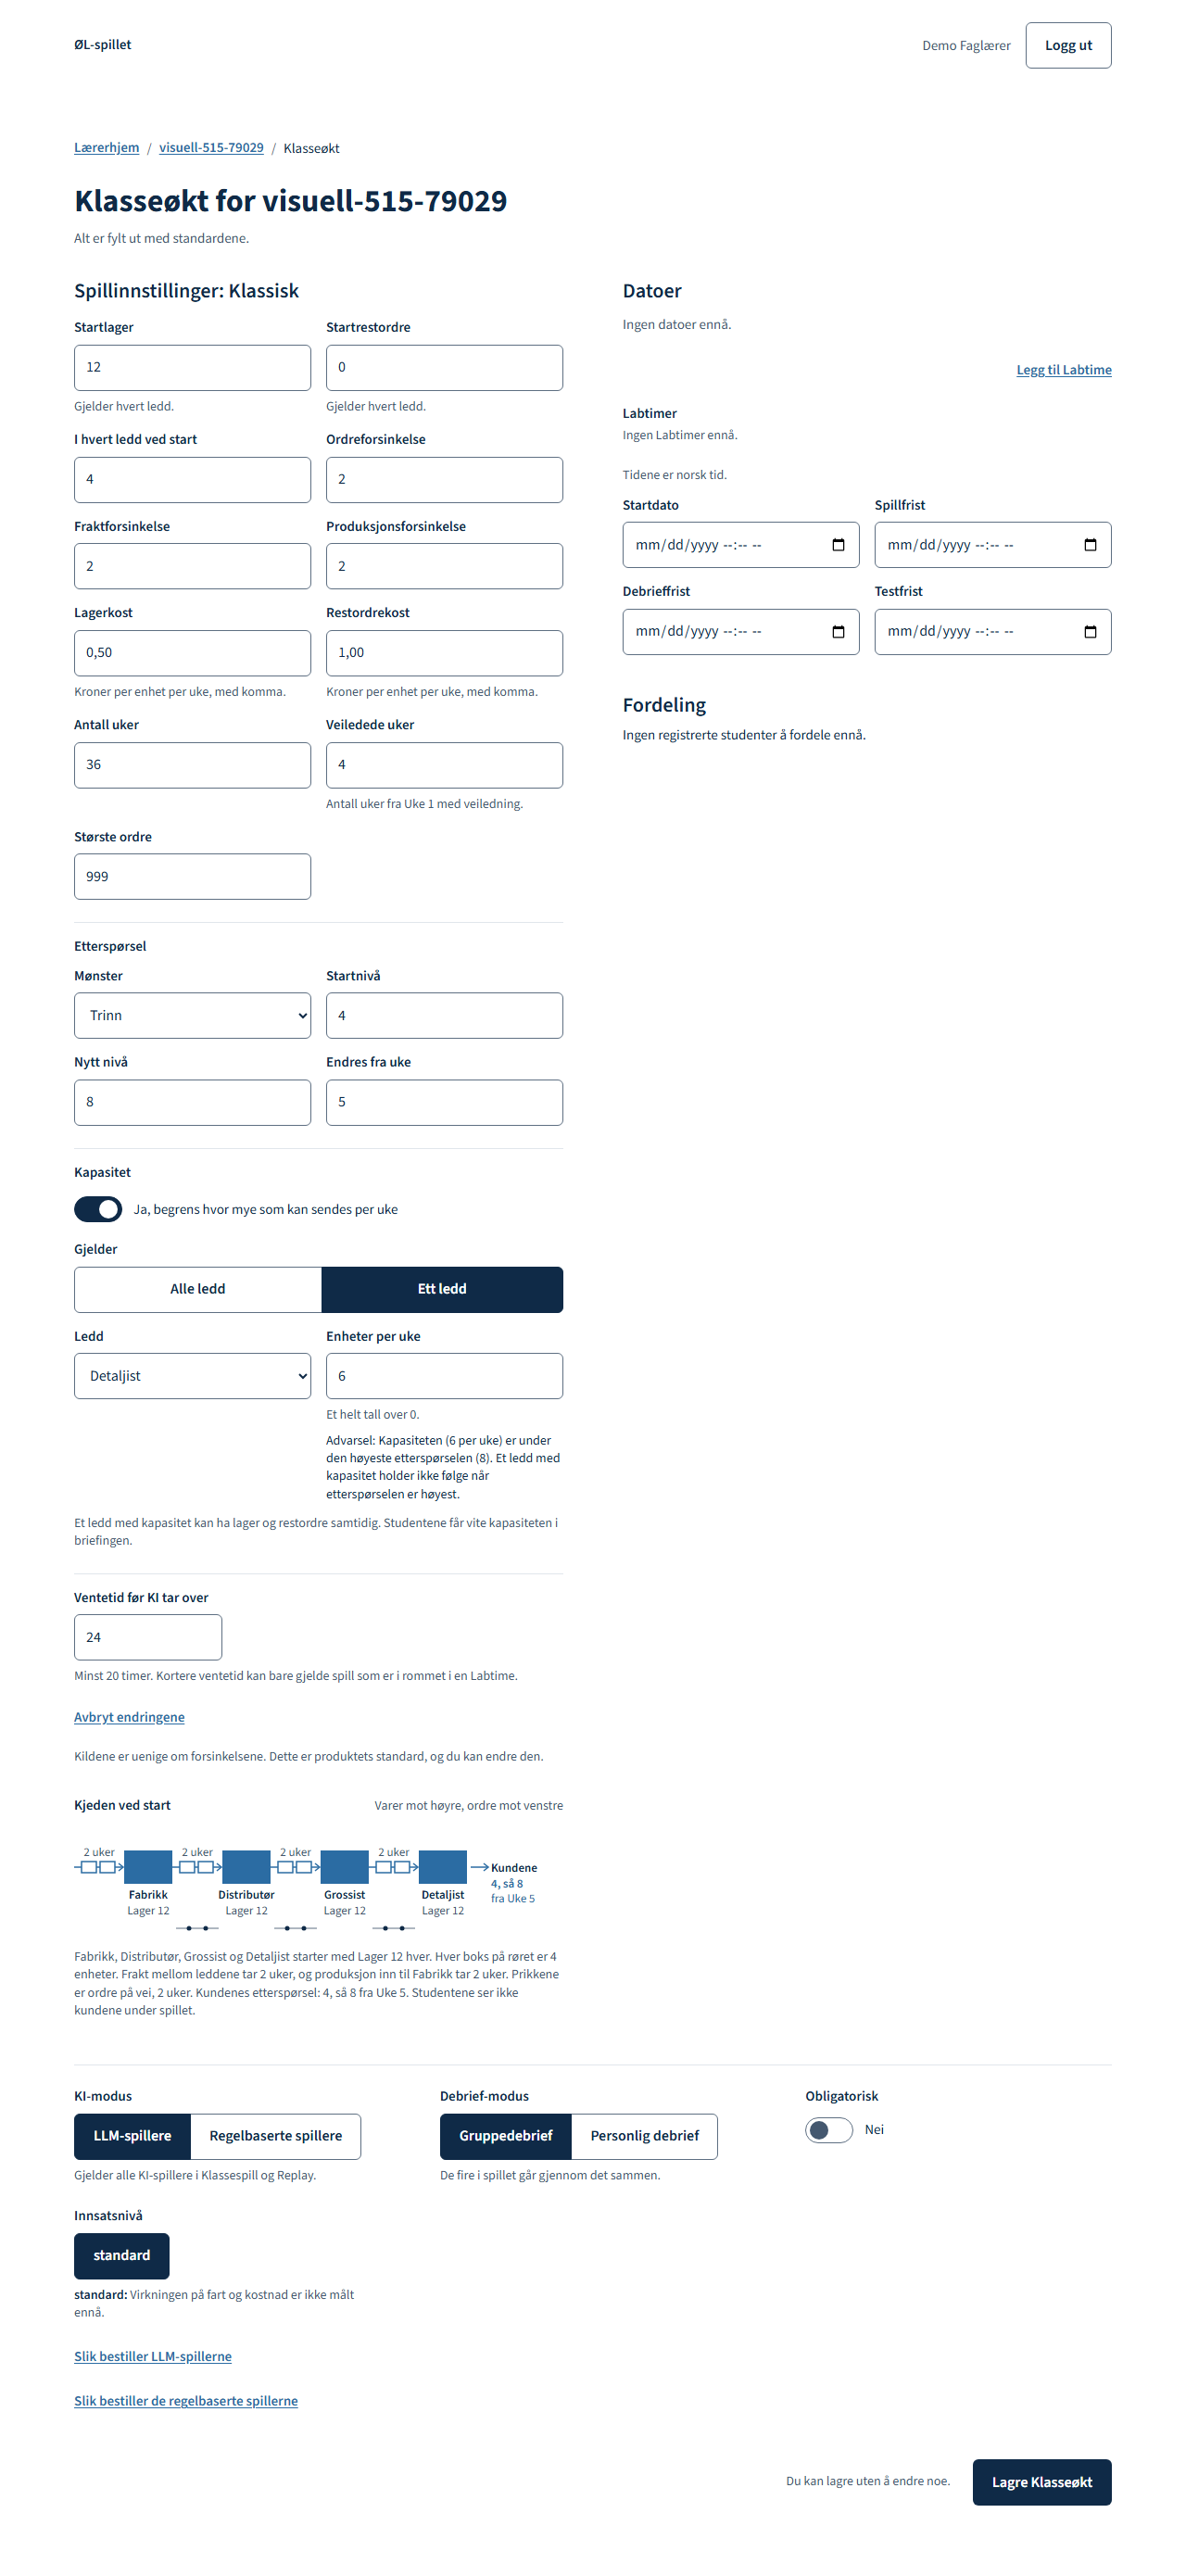 ØL-spillet
Demo Faglærer
Logg ut
Lærerhjem / visuell-515-79029 / Klasseøkt
Klasseøkt for visuell-515-79029
Alt er fylt ut med standardene.
Spillinnstillinger: Klassisk
Startlager
Startrestordre
12
0
Gjelder hvert ledd.
Gjelder hvert ledd.
I hvert ledd ved start
Ordreforsinkelse
4
2
Fraktforsinkelse
Produksjonsforsinkelse
2
2
Lagerkost
Restordrekost
0,50
1,00
Kroner per enhet per uke, med komma.
Kroner per enhet per uke, med komma.
Antall uker
Veiledede uker
36
4
Antall uker fra Uke 1 med veiledning.
Største ordre
999
Etterspørsel
Mønster
Startnivå
Trinn
4
Nytt nivå
Endres fra uke
8
5
Kapasitet
Ja, begrens hvor mye som kan sendes per uke
Gjelder
Alle ledd
Ett ledd
Ledd
Enheter per uke
Detaljist
6
Et helt tall over 0.
Advarsel: Kapasiteten (6 per uke) er under
den høyeste etterspørselen (8). Et ledd med
kapasitet holder ikke følge når
etterspørselen er høyest.
Et ledd med kapasitet kan ha lager og restordre samtidig. Studentene får vite kapasiteten i
briefingen.
Ventetid før KI tar over
24
Minst 20 timer. Kortere ventetid kan bare gjelde spill som er i rommet i en Labtime.
Avbryt endringene
Kildene er uenige om forsinkelsene. Dette er produktets standard, og du kan endre den.
Kjeden ved start
Varer mot høyre, ordre mot venstre
2 uker
2 uker
2 uker
2 uker
Fabrikk
Lager 12
Distributør
Lager 12
Grossist
Lager 12
Detaljist
Lager 12
Kundene
4, så 8
fra Uke 5
Fabrikk, Distributør, Grossist og Detaljist starter med Lager 12 hver. Hver boks på røret er 4
enheter. Frakt mellom leddene tar 2 uker, og produksjon inn til Fabrikk tar 2 uker. Prikkene
er ordre på vei, 2 uker. Kundenes etterspørsel: 4, så 8 fra Uke 5. Studentene ser ikke
kundene under spillet.
Datoer
Ingen datoer ennå.
Legg til Labtime
Labtimer
Ingen Labtimer ennå.
Tidene er norsk tid.
Startdato
Spillfrist
mm/dd/yyyy --:-- --
mm/dd/yyyy --:-- --
Debrieffrist
Testfrist
mm/dd/yyyy --:-- --
mm/dd/yyyy --:-- --
Fordeling
Ingen registrerte studenter å fordele ennå.
KI-modus
LLM-spillere
Regelbaserte spillere
Gjelder alle KI-spillere i Klassespill og Replay.
Debrief-modus
Gruppedebrief
Personlig debrief
De fire i spillet går gjennom det sammen.
Obligatorisk
Nei
Innsatsnivå
standard
standard: Virkningen på fart og kostnad er ikke målt
ennå.
Slik bestiller LLM-spillerne
Slik bestiller de regelbaserte spillerne
Du kan lagre uten å endre noe.
Lagre Klasseøkt